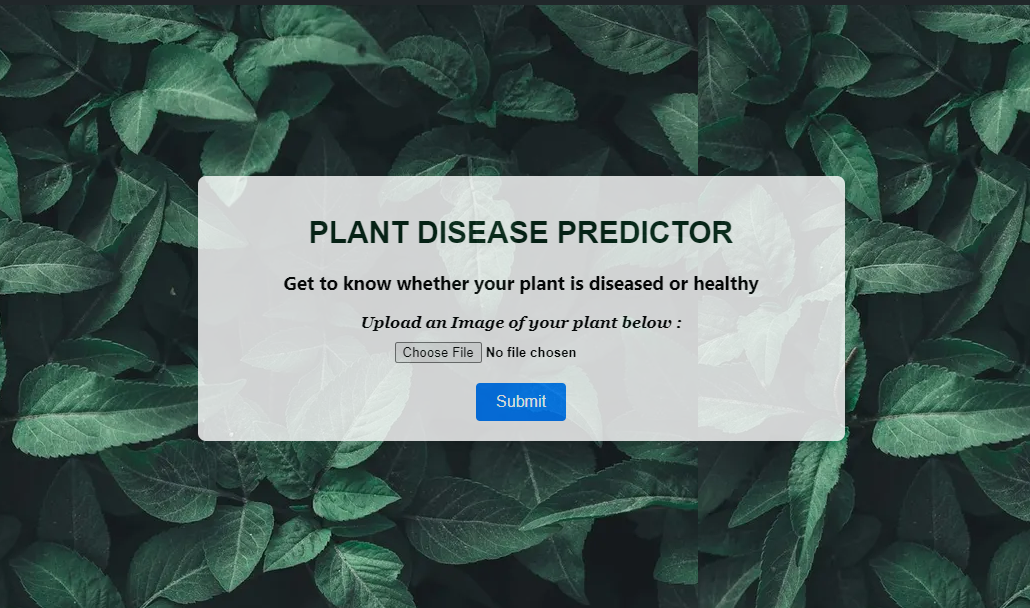 PLANT DISEASE PREDICTOR
Get to know whether your plant is diseased or healthy
Upload an Image of your plant below :
Choose File No file chosen
Submit